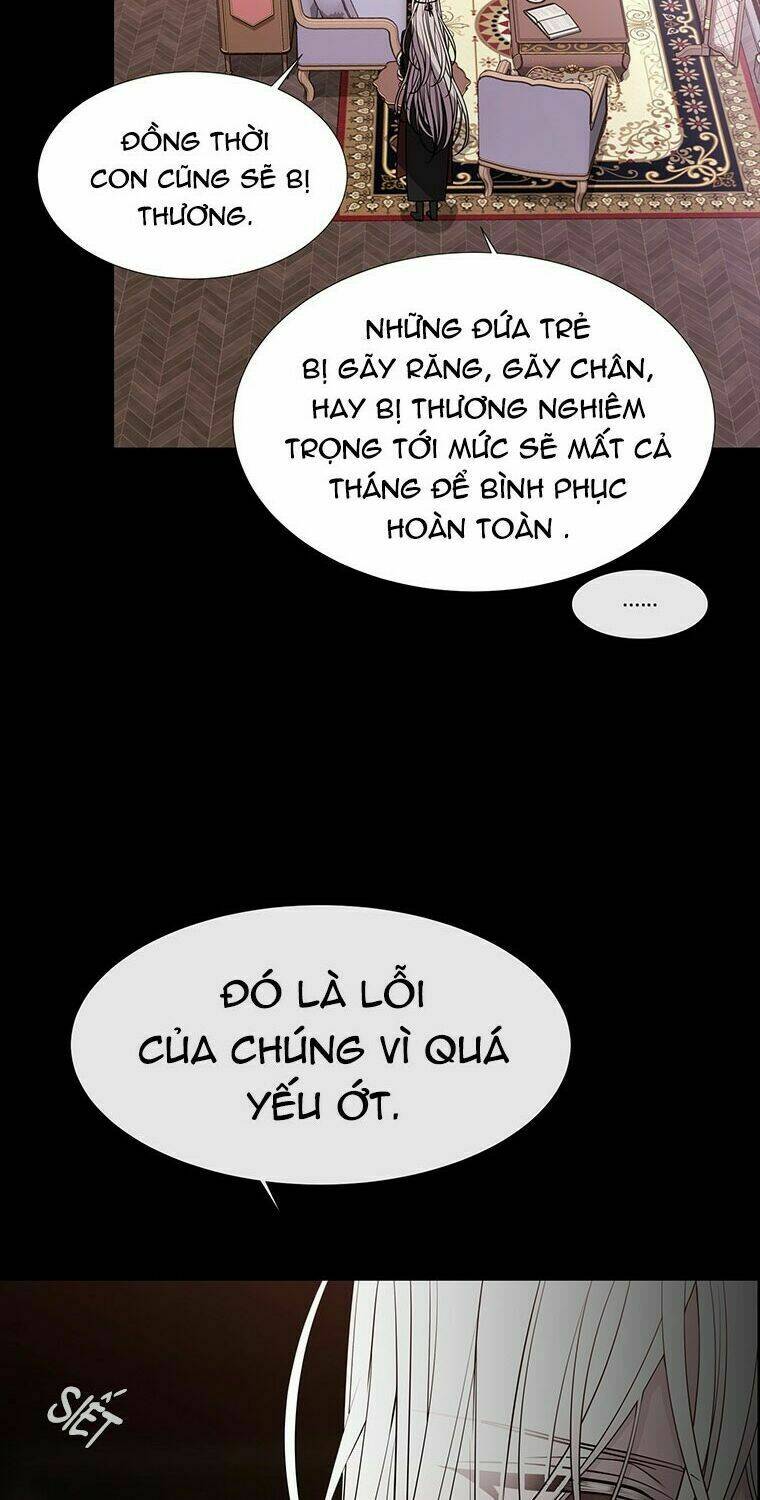 ĐỒNG THỜI
CON CŨNG SẼ BỊ
THƯƠNG.
NHỮNG ĐỨA TRẺ
BỊ GÃY RĂNG, GÃY CHÂN,
HAY BỊ THƯƠNG NGHIÊM
TRỌNG TỚI MỨC SẼ MẤT CẢ
THÁNG ĐỂ BÌNH PHỤC
HOÀN TOÀN .
......
ĐÓ LÀ LỖI
CỦA CHÚNG VÌ QUÁ
YẾU ỚT.
SIẾT